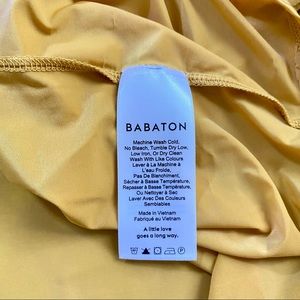 BABATON
Machine Wash Cold,
No Bleach, Tumble Dry Low,
Low Iron, Or Dry Clean
Wash With Like Colours
Laver À La Machine À
L'eau Froide,
Pas De Blanchiment,
Sécher à Basse Température,
Repasser à Basse Température,
Ou Nettoyer à Sac
Laver Avec Des Couleurs
Semblables
Made in Vietnam
Fabriqué au Vietnam
A little love
goes a long way.